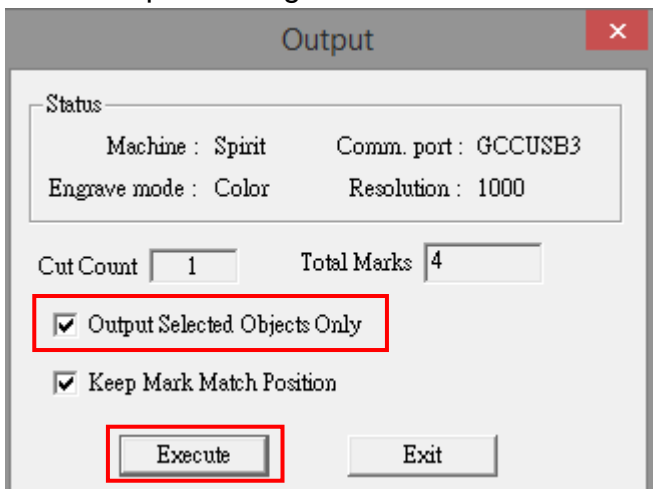 Output
Status
Machine : Spirit Comm. port : GCCUSB3
Engrave mode : Color Resolution : 1000
Cut Count 1 Total Marks 4
Output Selected Objects Only
Keep Mark Match Position
Execute Exit